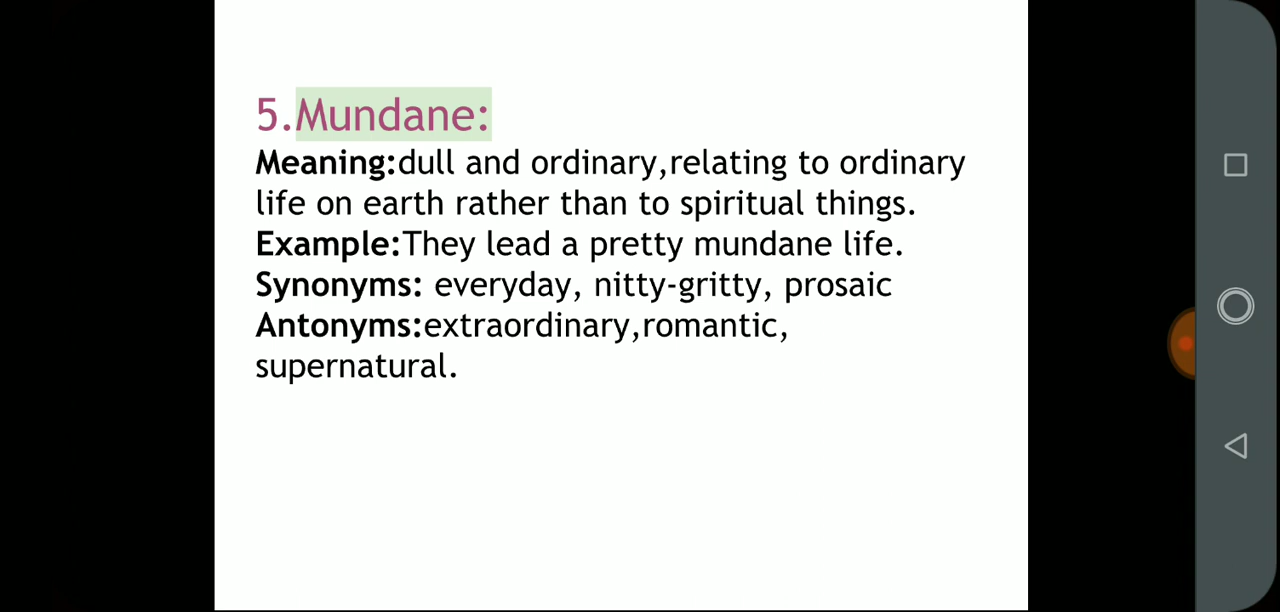 5.Mundane:
Meaning:dull and ordinary,relating to ordinary
life on earth rather than to spiritual things.
Example:They lead a pretty mundane life.
Synonyms: everyday, nitty-gritty, prosaic
Antonyms:extraordinary,romantic,
supernatural.